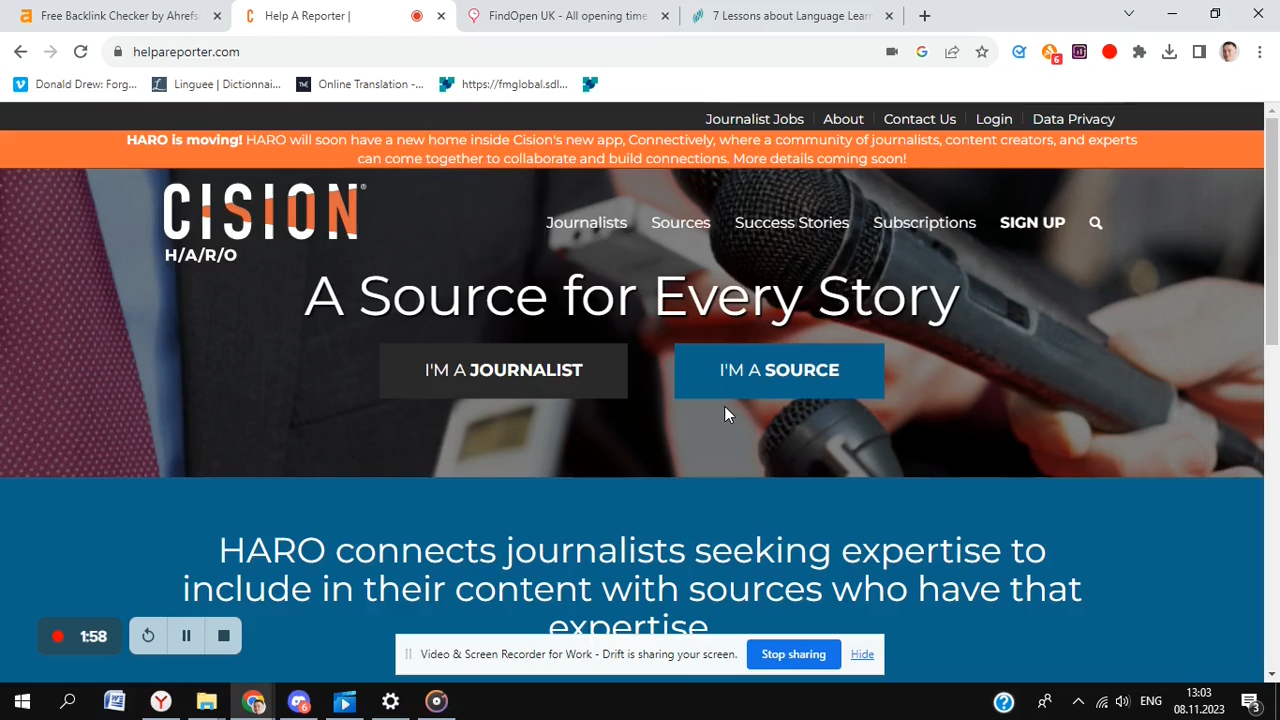 Free Backlink Checker by Ahrefs
Help A Reporter |
FindOpen UK - All opening time
7 Lessons about Language Lear
helpareporter.com
6
Donald Drew: Forg...
Linguee | Dictionnai...
Online Translation -...
https://fmglobal.sdl...
Journalist Jobs
About
Contact Us
Login
Data Privacy
HARO is moving! HARO will soon have a new home inside Cision's new app, Connectively, where a community of journalists, content creators, and experts
can come together to collaborate and build connections. More details coming soon!
CISION®
H/A/R/O
Journalists
Sources
Success Stories
Subscriptions
SIGN UP
A Source for Every Story
I'M A JOURNALIST
I'M A SOURCE
HARO connects journalists seeking expertise to
include in their content with sources who have that
expertise
1:58
Video & Screen Recorder for Work - Drift is sharing your screen.
Stop sharing
Hide
ENG
13:03
08.11.2023
3